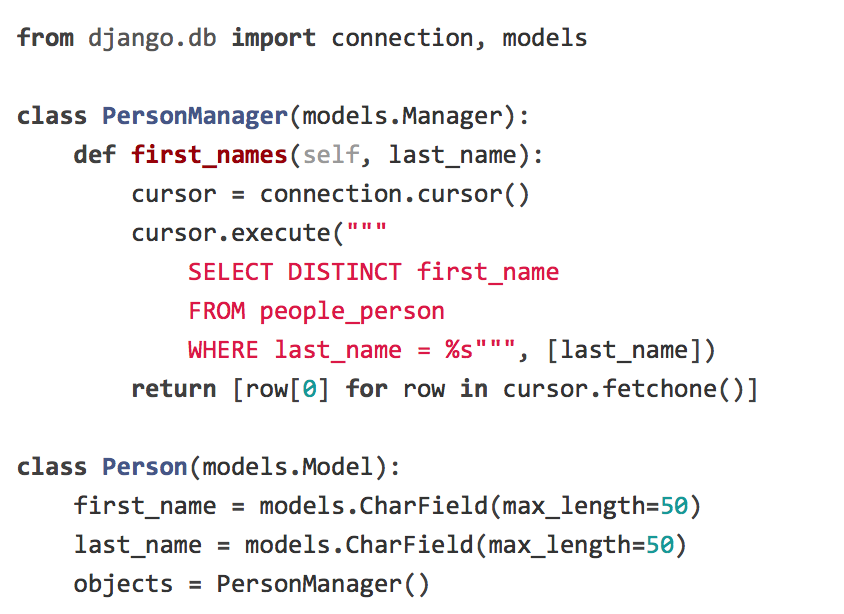 from django.db import connection, models

class PersonManager(models.Manager):
    def first_names(self, last_name):
        cursor = connection.cursor()
        cursor.execute("""
            SELECT DISTINCT first_name
            FROM people_person
            WHERE last_name = %s""", [last_name])
        return [row[0] for row in cursor.fetchone()]

class Person(models.Model):
    first_name = models.CharField(max_length=50)
    last_name = models.CharField(max_length=50)
    objects = PersonManager()